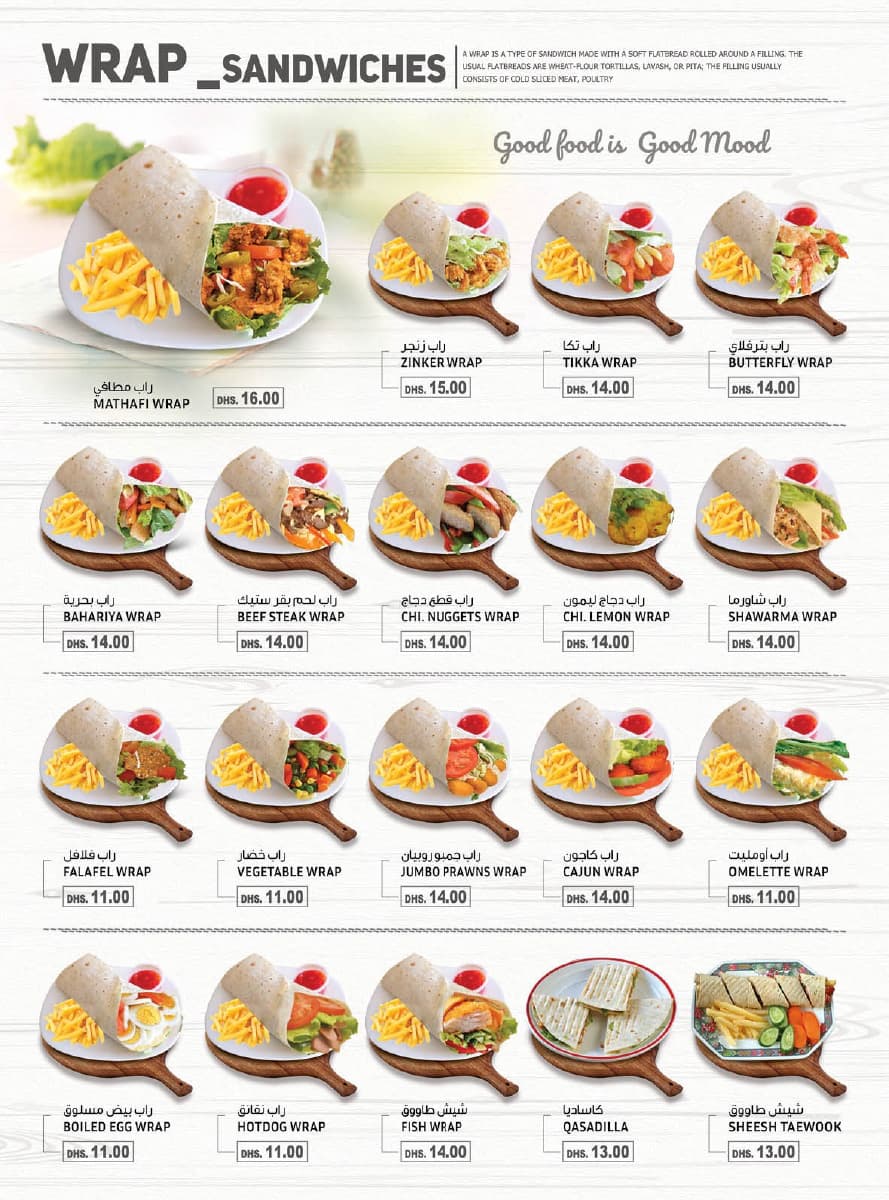 WRAP _SANDWICHES
A WRAP IS A TYPE OF SANDWICH MADE WITH A SOFT FLATBREAD ROLLED AROUND A FILLING. THE
USUAL FLATBREADS ARE WHEAT-FLOUR TORTILLAS, LAVASH, OR PITA; THE FILLING USUALLY
CONSISTS OF COLD SLICED MEAT, POULTRY
Good food is Good Mood
راب مطافي
MATHAFI WRAP
DHS. 16.00
راب زنجر
ZINKER WRAP
DHS. 15.00
راب تكا
TIKKA WRAP
DHS. 14.00
راب بترفلاي
BUTTERFLY WRAP
DHS. 14.00
راب بحرية
BAHARIYA WRAP
DHS. 14.00
راب لحم بقر ستيك
BEEF STEAK WRAP
DHS. 14.00
راب قطع دجاج
CHI. NUGGETS WRAP
DHS. 14.00
راب دجاج ليمون
CHI. LEMON WRAP
DHS. 14.00
راب شاورما
SHAWARMA WRAP
DHS. 14.00
راب فلافل
FALAFEL WRAP
DHS. 11.00
راب خضار
VEGETABLE WRAP
DHS. 11.00
راب جمبو روبيان
JUMBO PRAWNS WRAP
DHS. 14.00
راب كاجون
CAJUN WRAP
DHS. 14.00
راب أومليت
OMELETTE WRAP
DHS. 11.00
راب بيض مسلوق
BOILED EGG WRAP
DHS. 11.00
راب نقانق
HOTDOG WRAP
DHS. 11.00
شيش طاووق
FISH WRAP
DHS. 14.00
كاساديا
QASADILLA
DHS. 13.00
شيش طاووق
SHEESH TAEWOOK
DHS. 13.00